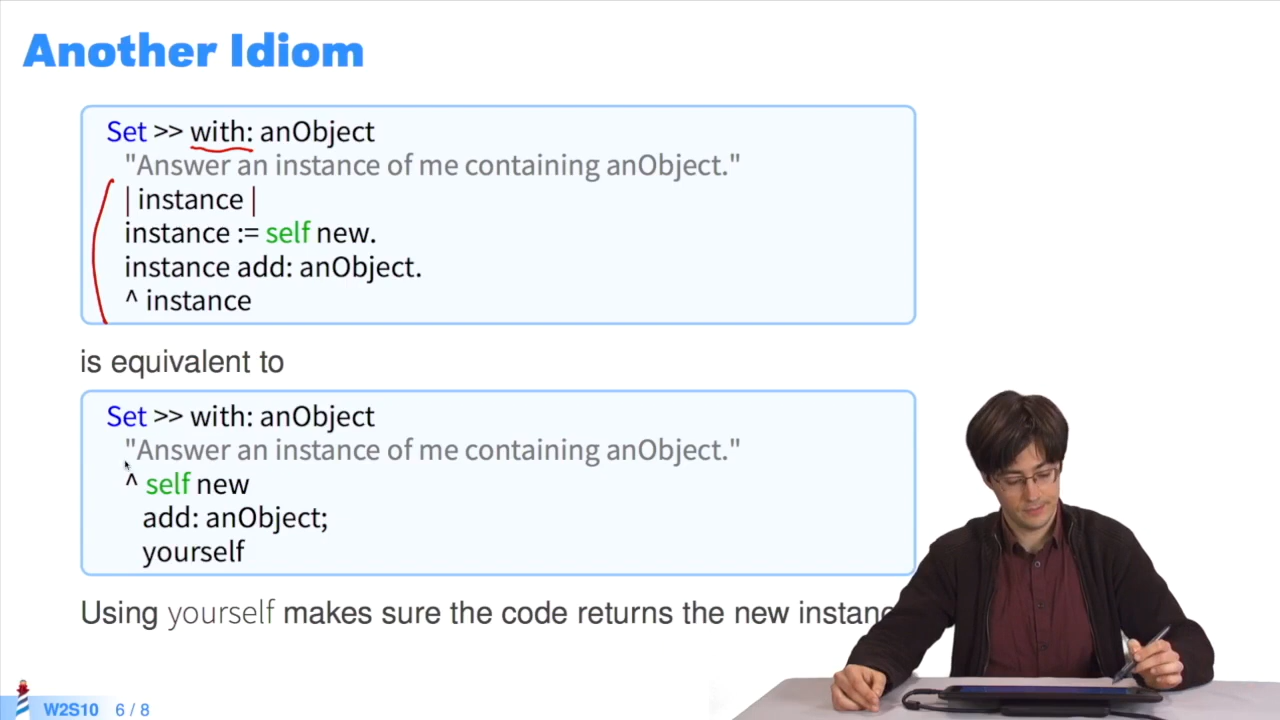 Another Idiom
Set >> with: anObject
"Answer an instance of me containing anObject."
| instance |
instance := self new.
instance add: anObject.
^ instance
is equivalent to
Set >> with: anObject
"Answer an instance of me containing anObject."
^ self new
add: anObject;
yourself
Using yourself makes sure the code returns the new
W2S10 6 / 8